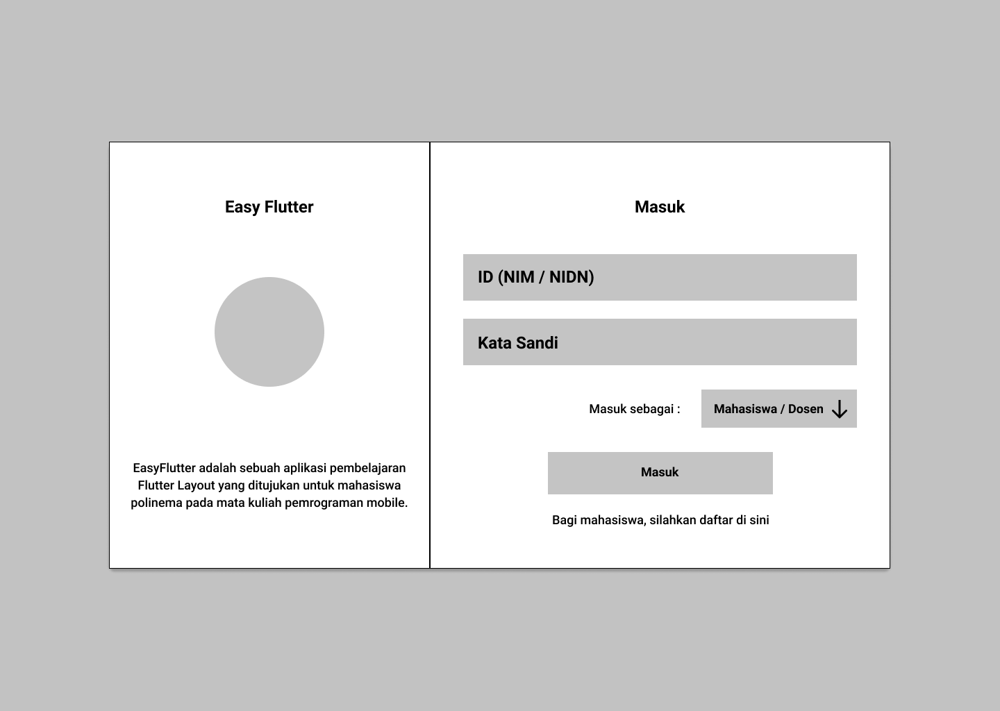 Easy Flutter
EasyFlutter adalah sebuah aplikasi pembelajaran
Flutter Layout yang ditujukan untuk mahasiswa
polinema pada mata kuliah pemrograman mobile.
Masuk
ID (NIM / NIDN)
Kata Sandi
Masuk sebagai :
Mahasiswa / Dosen
Masuk
Bagi mahasiswa, silahkan daftar di sini